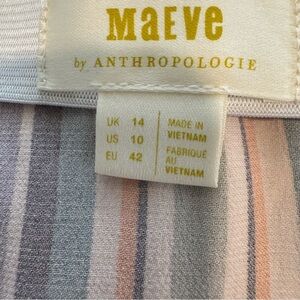 MAEVE
by ANTHROPOLOGIE
UK 14
US 10
EU 42
MADE IN
VIETNAM
FABRIQUÉ
AU
VIETNAM